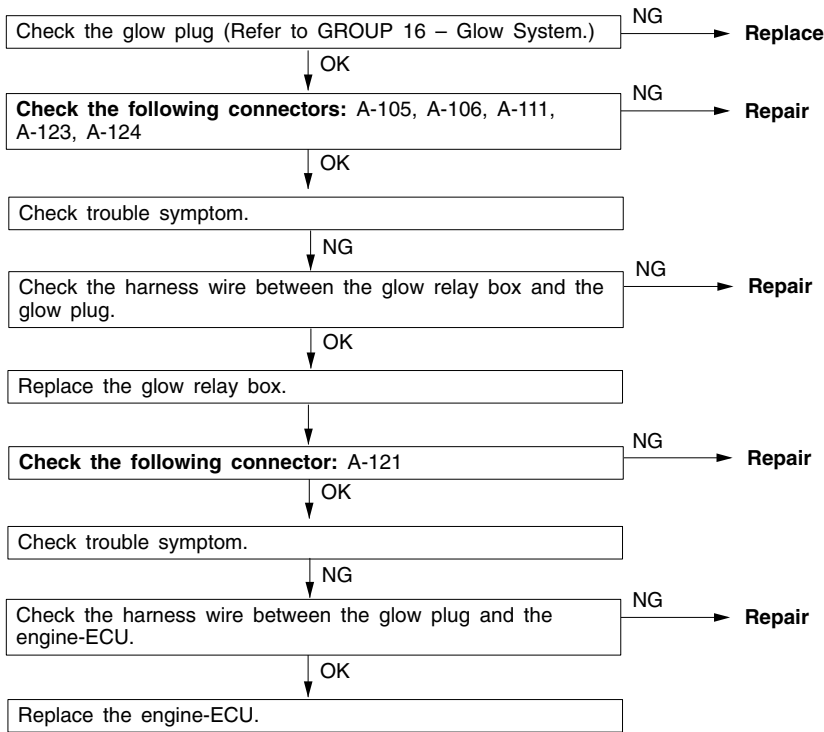 Check the glow plug (Refer to GROUP 16 – Glow System.)
NG
Replace
OK
Check the following connectors: A-105, A-106, A-111,
A-123, A-124
NG
Repair
OK
Check trouble symptom.
NG
Check the harness wire between the glow relay box and the
glow plug.
NG
Repair
OK
Replace the glow relay box.
Check the following connector: A-121
NG
Repair
OK
Check trouble symptom.
NG
Check the harness wire between the glow plug and the
engine-ECU.
NG
Repair
OK
Replace the engine-ECU.